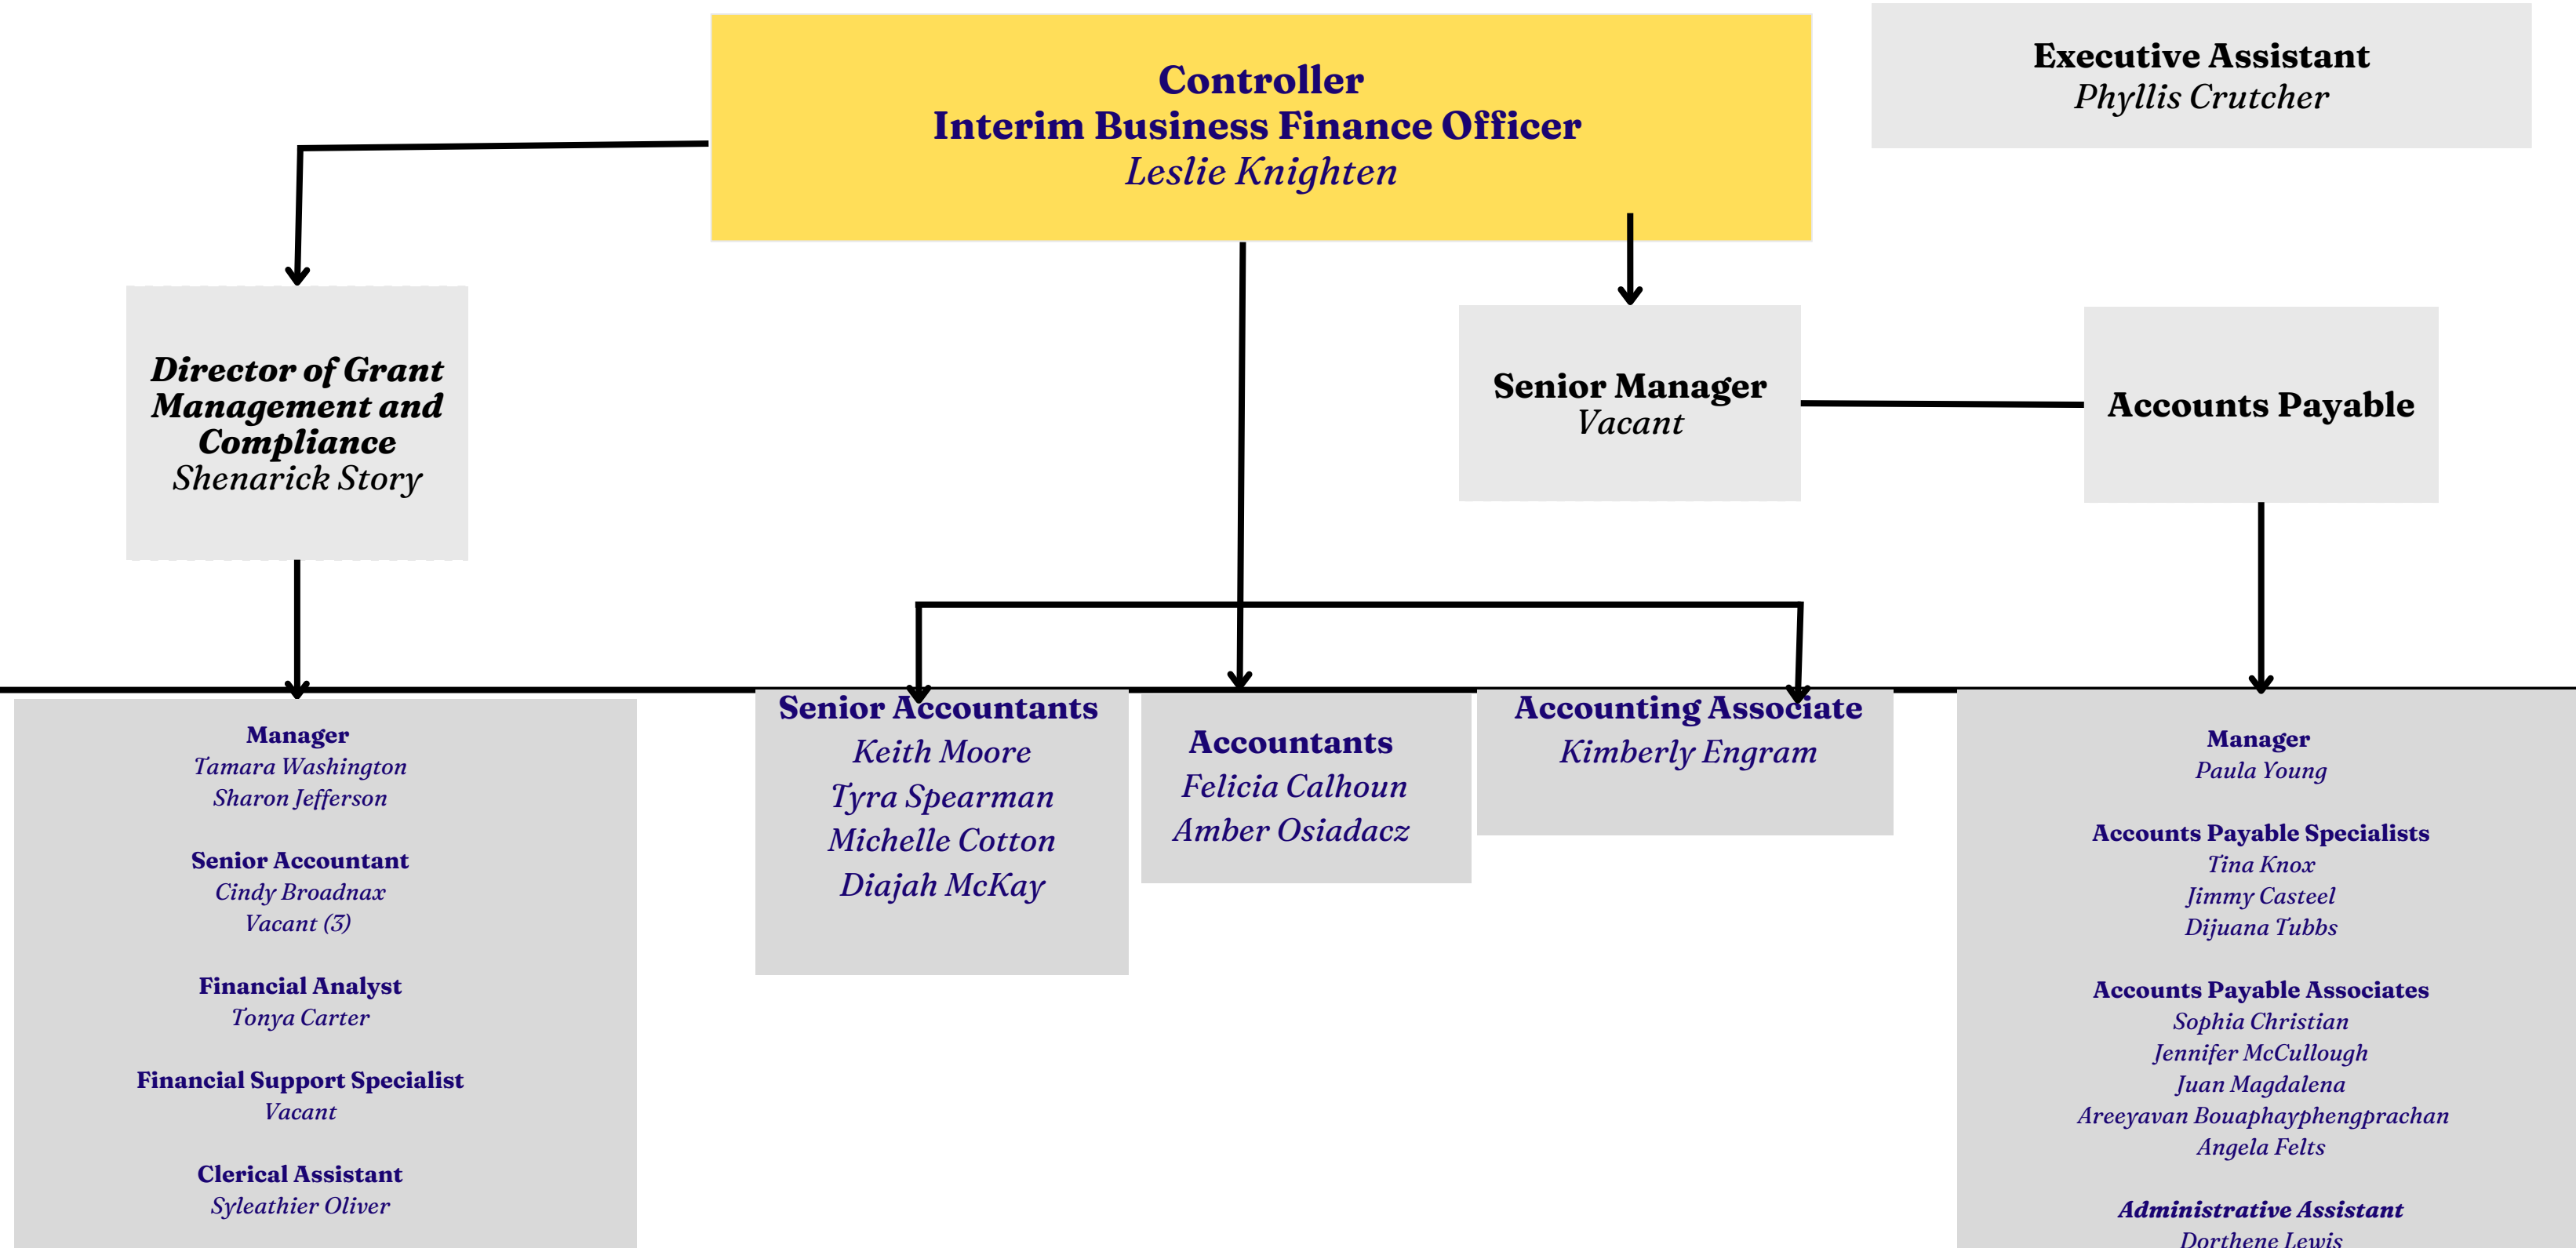 Controller
Interim Business Finance Officer
Leslie Knighten
Executive Assistant
Phyllis Crutcher
Director of Grant
Management and
Compliance
Shenarick Story
Senior Manager
Vacant
Accounts Payable
Manager
Tamara Washington
Sharon Jefferson
Senior Accountant
Cindy Broadnax
Vacant (3)
Financial Analyst
Tonya Carter
Financial Support Specialist
Vacant
Clerical Assistant
Syleathier Oliver
Senior Accountants
Keith Moore
Tyra Spearman
Michelle Cotton
Diajah McKay
Accountants
Felicia Calhoun
Amber Osiadacz
Accounting Associate
Kimberly Engram
Manager
Paula Young
Accounts Payable Specialists
Tina Knox
Jimmy Casteel
Dijuana Tubbs
Accounts Payable Associates
Sophia Christian
Jennifer McCullough
Juan Magdalena
Areeyavan Bouaphayphengprachan
Angela Felts
Administrative Assistant
Dorthene Lewis